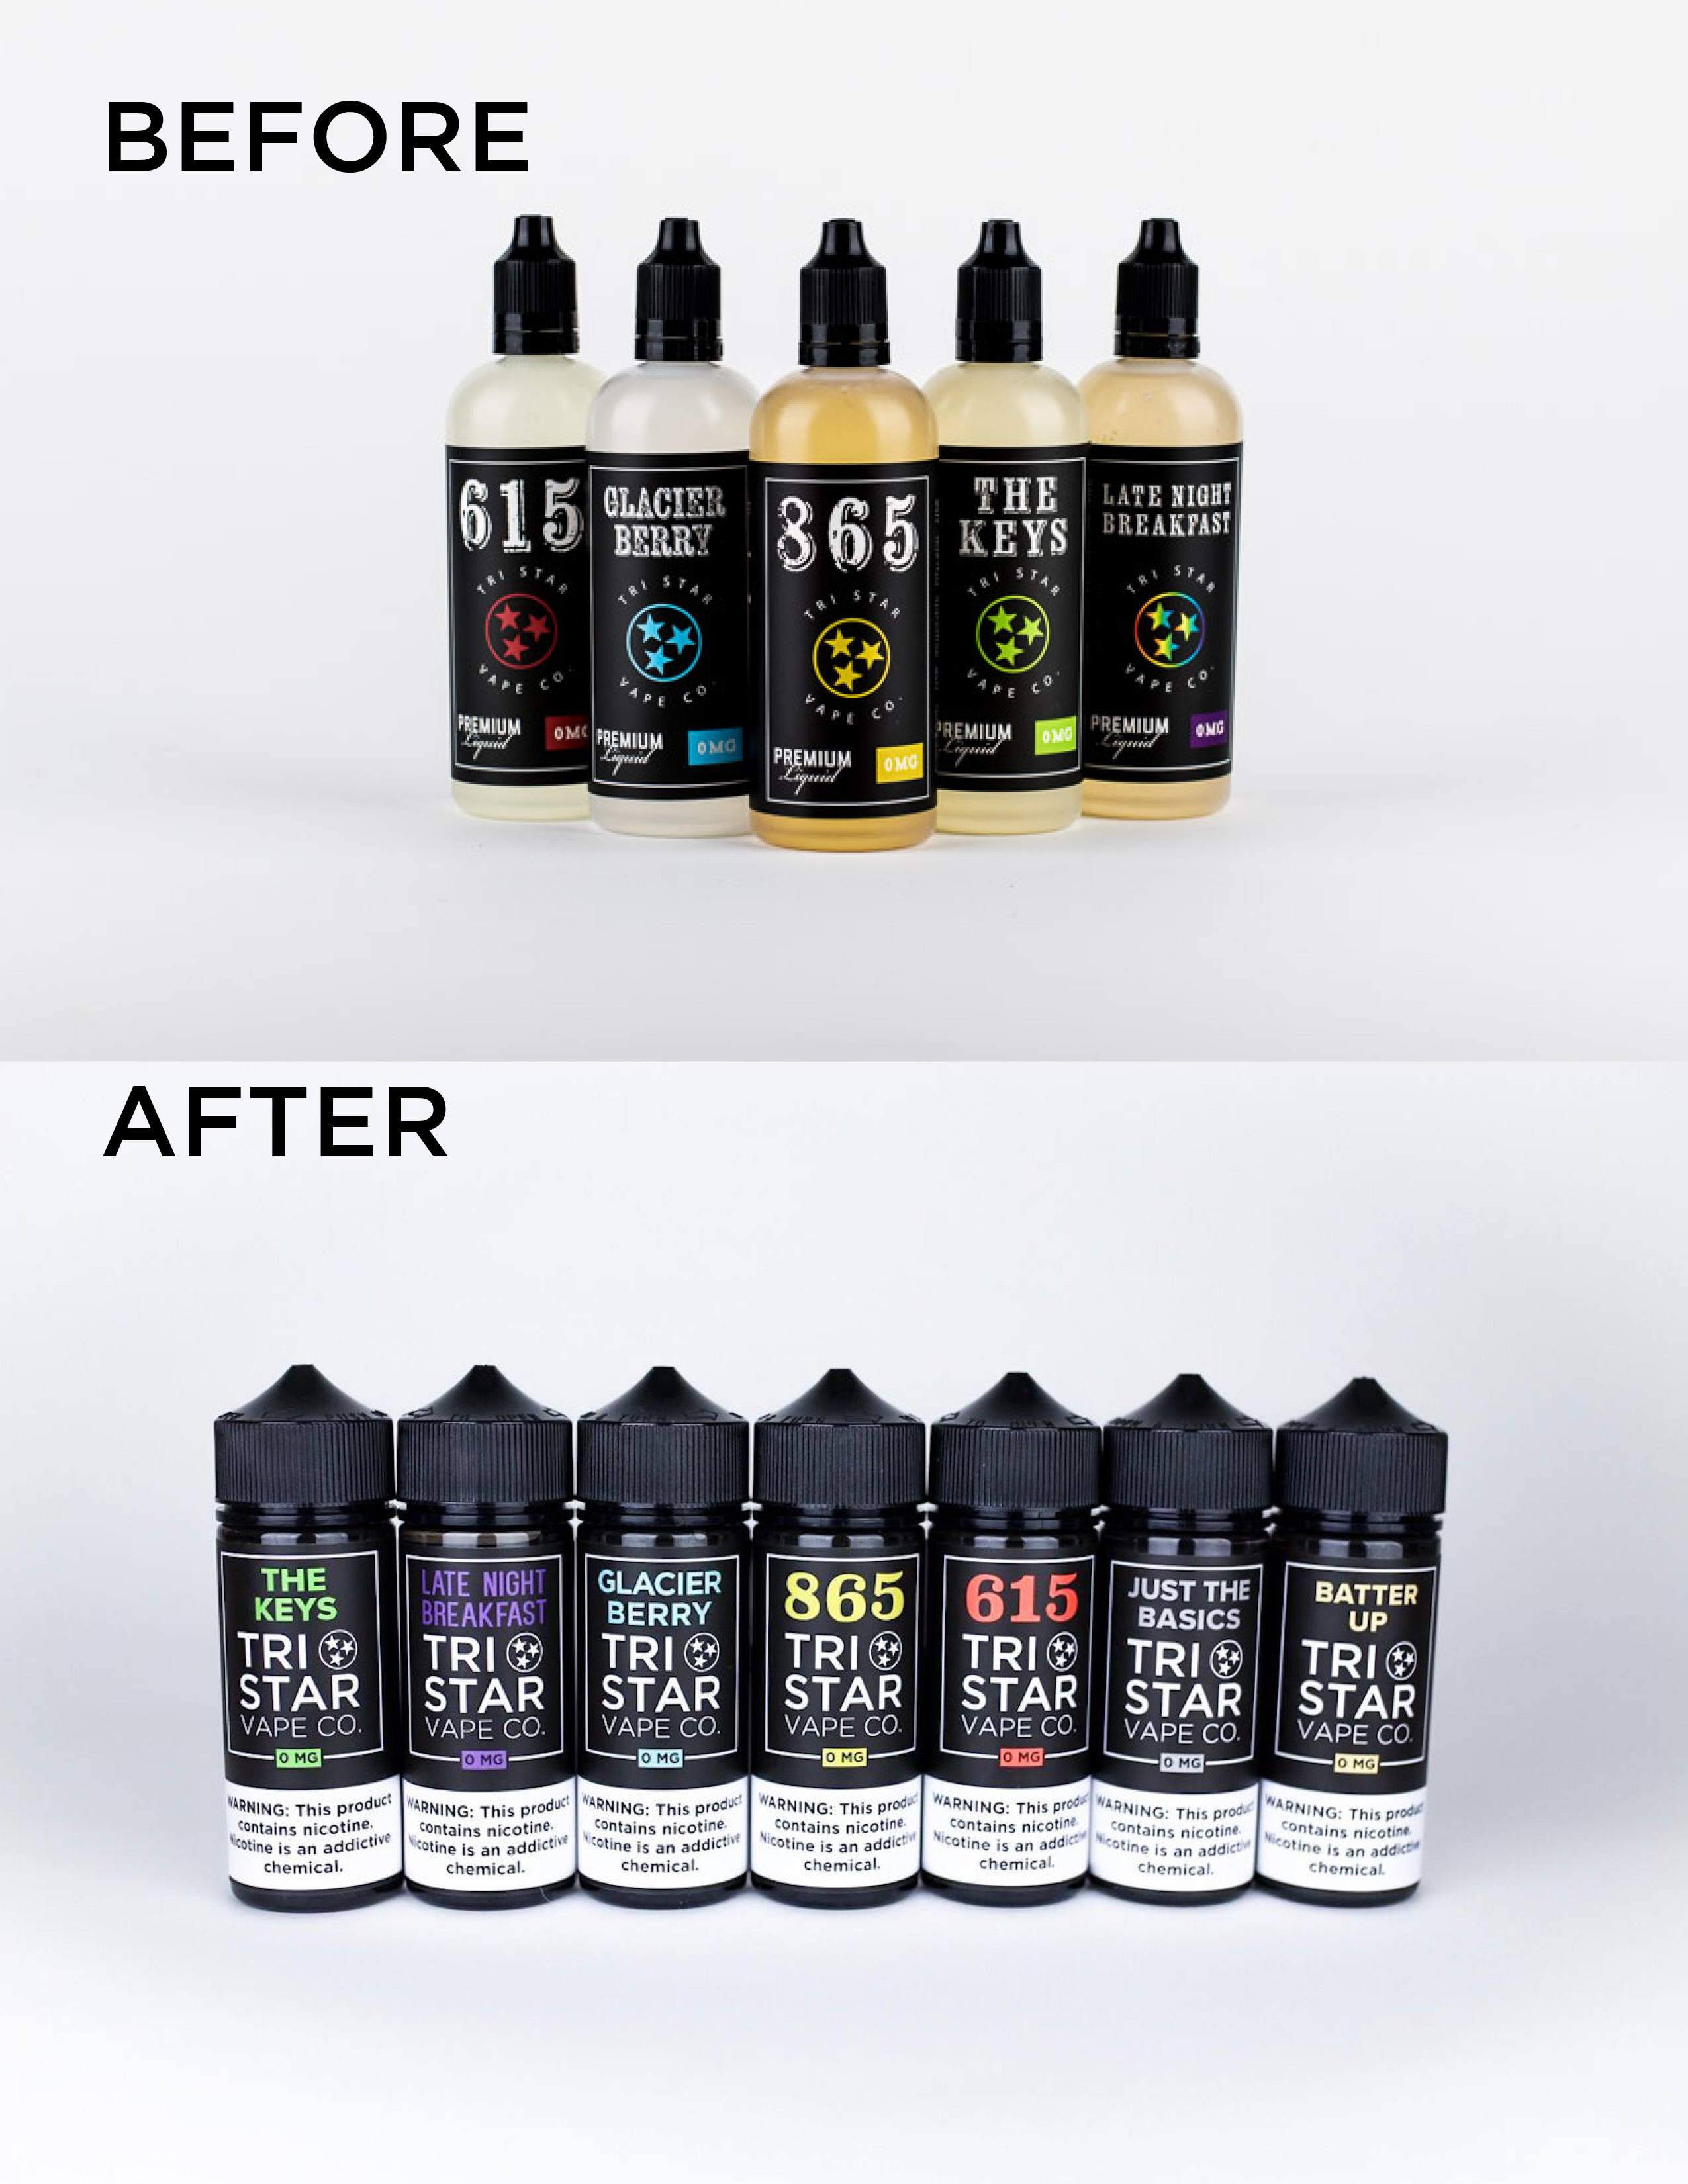 BEFORE
615
TRI STAR
VAPE CO.
PREMIUM
Liquid
GLACIER
BERRY
TRI STAR
VAPE CO.
PREMIUM
Liquid
0MG
865
TRI STAR
VAPE CO.
PREMIUM
Liquid
0MG
THE
KEYS
TRI STAR
VAPE CO.
PREMIUM
Liquid
0MG
LATE NIGHT
BREAKFAST
TRI STAR
VAPE CO.
PREMIUM
Liquid
0MG
AFTER
THE
KEYS
TRI
STAR
VAPE CO.
0 MG
WARNING: This product
contains nicotine.
Nicotine is an addictive
chemical.
LATE NIGHT
BREAKFAST
TRI
STAR
VAPE CO.
0 MG
WARNING: This product
contains nicotine.
Nicotine is an addictive
chemical.
GLACIER
BERRY
TRI
STAR
VAPE CO.
0 MG
WARNING: This product
contains nicotine.
Nicotine is an addictive
chemical.
865
TRI
STAR
VAPE CO.
0 MG
WARNING: This product
contains nicotine.
Nicotine is an addictive
chemical.
615
TRI
STAR
VAPE CO.
0 MG
WARNING: This product
contains nicotine.
Nicotine is an addictive
chemical.
JUST THE
BASICS
TRI
STAR
VAPE CO.
0 MG
WARNING: This product
contains nicotine.
Nicotine is an addictive
chemical.
BATTER
UP
TRI
STAR
VAPE CO.
0 MG
WARNING: This product
contains nicotine.
Nicotine is an addictive
chemical.